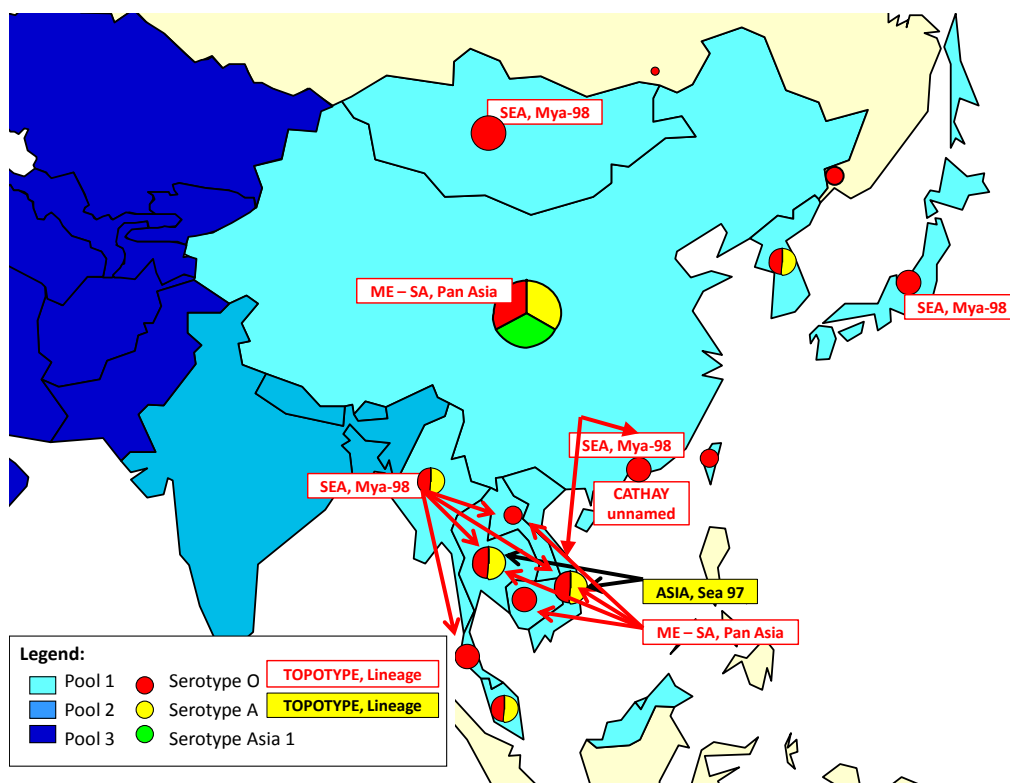 SEA, Mya-98
ME – SA, Pan Asia
SEA, Mya-98
SEA, Mya-98
SEA, Mya-98
CATHAY
unnamed
ASIA, Sea 97
ME – SA, Pan Asia
Legend:
Pool 1
Pool 2
Pool 3
Serotype O
Serotype A
Serotype Asia 1
TOPOTYPE, Lineage
TOPOTYPE, Lineage